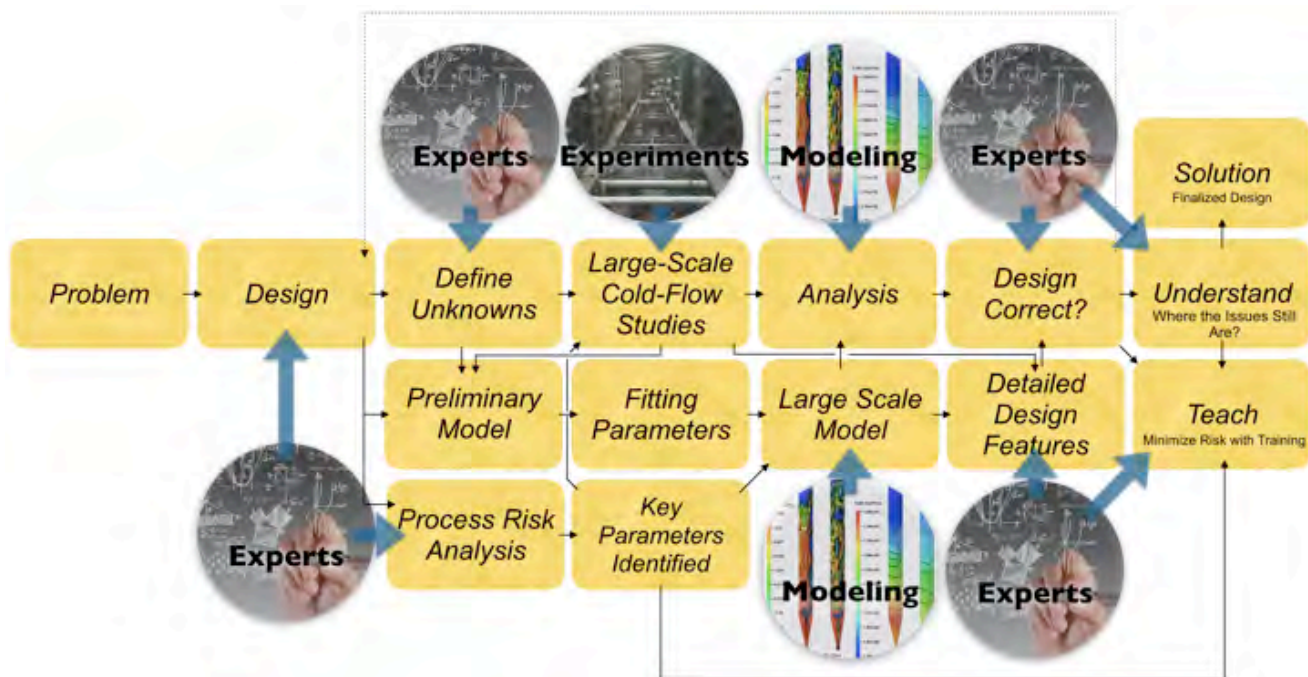 Experts
Experiments
Modeling
Experts
Solution
Finalized Design
Problem
Design
Define
Unknowns
Large-Scale
Cold-Flow
Studies
Analysis
Design
Correct?
Understand
Where the Issues Still
Are?
Preliminary
Model
Fitting
Parameters
Large Scale
Model
Detailed
Design
Features
Teach
Minimize Risk with Training
Experts
Process Risk
Analysis
Key
Parameters
Identified
Modeling
Experts